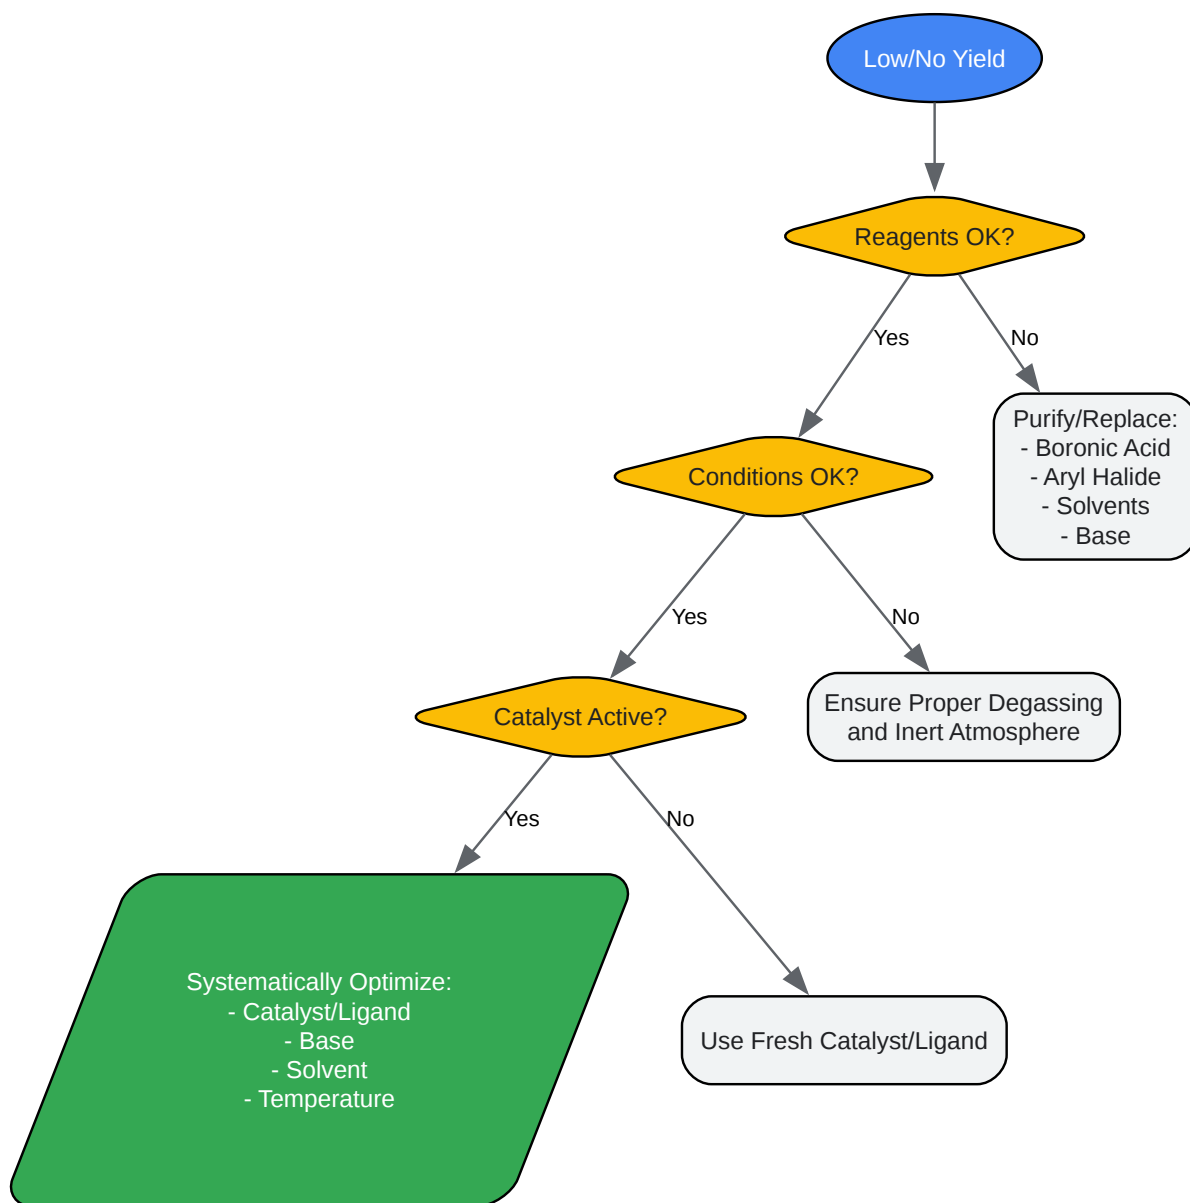 Low/No Yield
Reagents OK?
Yes
No
Purify/Replace:
- Boronic Acid
- Aryl Halide
- Solvents
- Base
Conditions OK?
Yes
No
Catalyst Active?
Ensure Proper Degassing
and Inert Atmosphere
Yes
No
Systematically Optimize:
- Catalyst/Ligand
- Base
- Solvent
- Temperature
Use Fresh Catalyst/Ligand